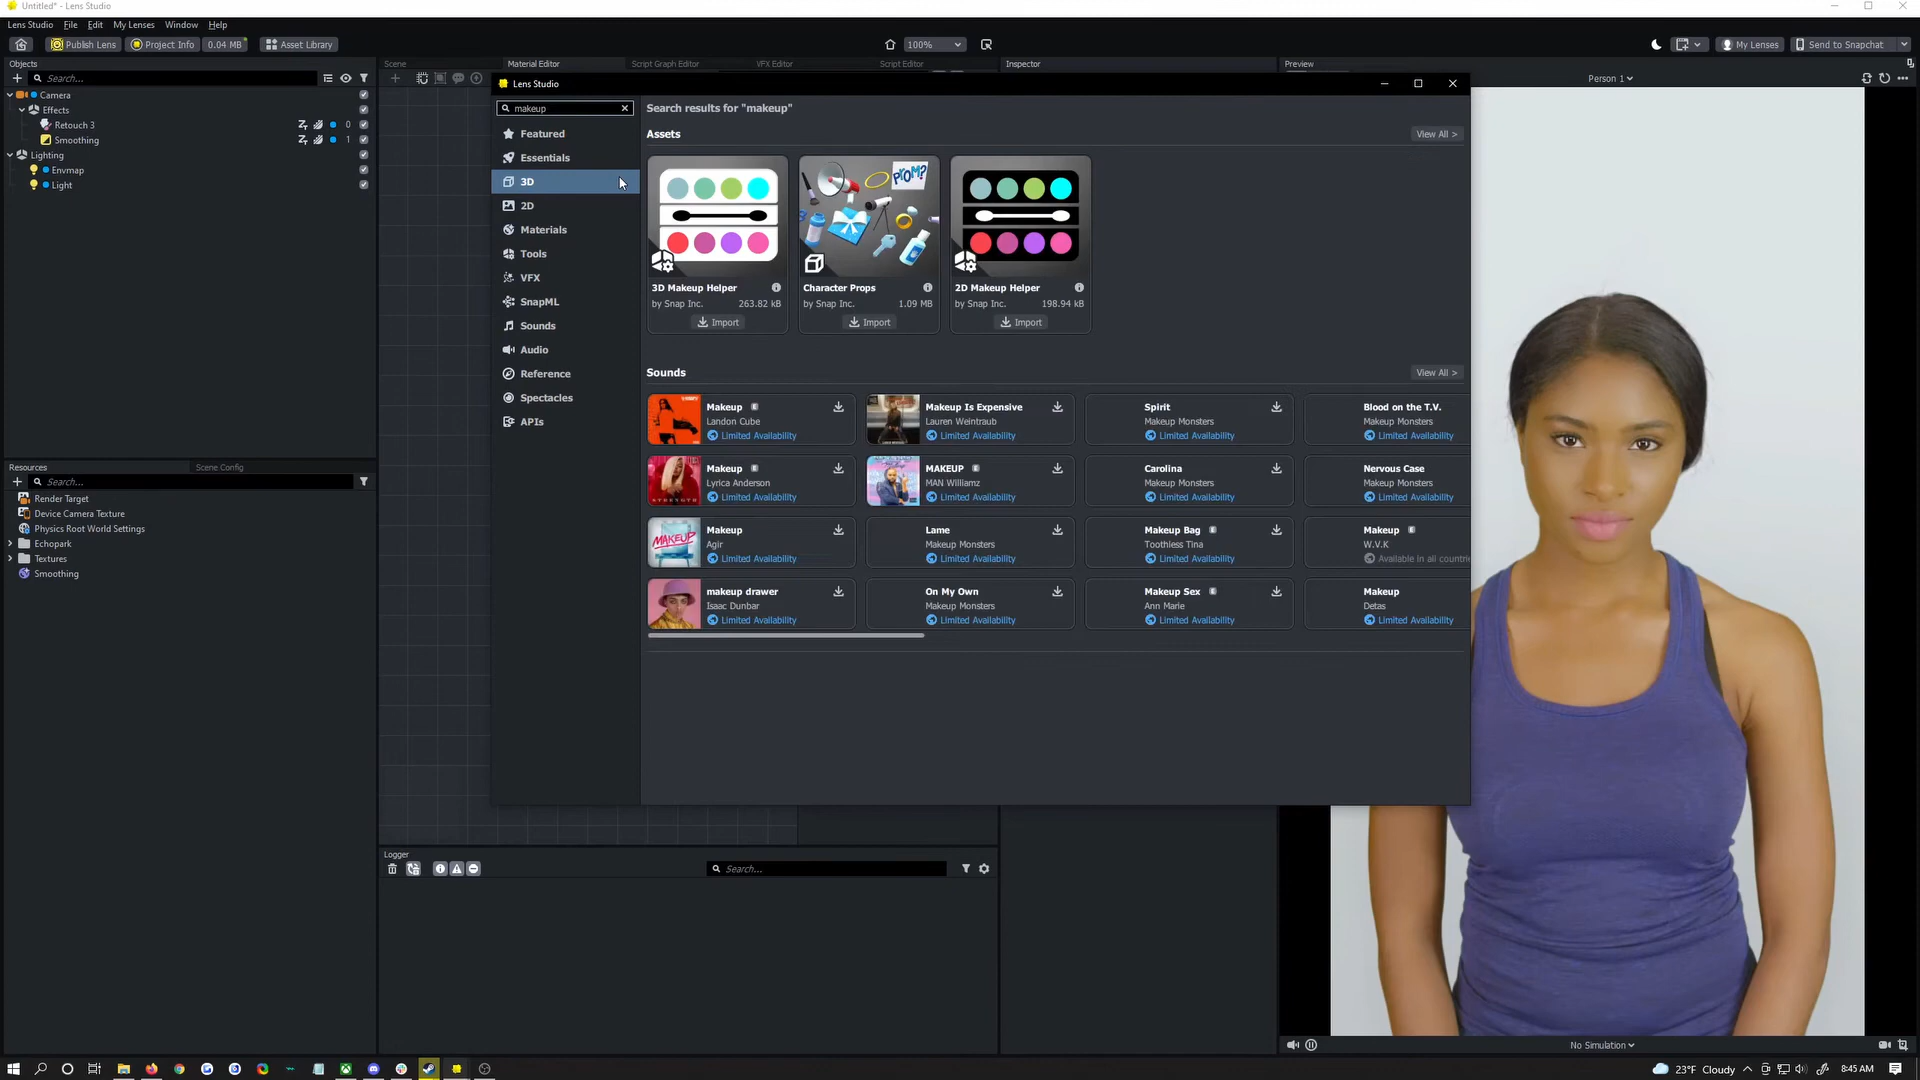 Untitled* - Lens Studio
Lens Studio File Edit My Lenses Window Help
Publish Lens Project Info 0.04 MB Asset Library 100% My Lenses Send to Snapchat
Objects
Search...
Camera
Effects
Retouch 3 0
Smoothing 1
Lighting
Envmap
Light
Resources Scene Config
Search...
Render Target
Device Camera Texture
Physics Root World Settings
Echopark
Textures
Smoothing
Scene Material Editor Script Graph Editor VFX Editor Script Editor Inspector Preview
Person 1
Lens Studio
makeup
Featured
Essentials
3D
2D
Materials
Tools
VFX
SnapML
Sounds
Audio
Reference
Spectacles
APIs
Search results for "makeup"
Assets View All >
PROM?
3D Makeup Helper Character Props 2D Makeup Helper
by Snap Inc. 263.82 kB by Snap Inc. 1.09 MB by Snap Inc. 198.94 kB
Import Import Import
Sounds View All >
Makeup E Makeup Is Expensive Spirit Blood on the T.V.
Landon Cube Lauren Weintraub Makeup Monsters Makeup Monsters
Limited Availability Limited Availability Limited Availability Limited Availability
Makeup E MAKEUP E Carolina Nervous Case
Lyrica Anderson MAN Williamz Makeup Monsters Makeup Monsters
Limited Availability Limited Availability Limited Availability Limited Availability
MAKEUP
Makeup Lame Makeup Bag E Makeup E
Agir Makeup Monsters Toothless Tina W.V.K
Limited Availability Limited Availability Limited Availability Available in all countrie
makeup drawer On My Own Makeup Sex E Makeup
Isaac Dunbar Makeup Monsters Ann Marie Detas
Limited Availability Limited Availability Limited Availability Limited Availability
Logger
Search...
No Simulation
23°F Cloudy 8:45 AM